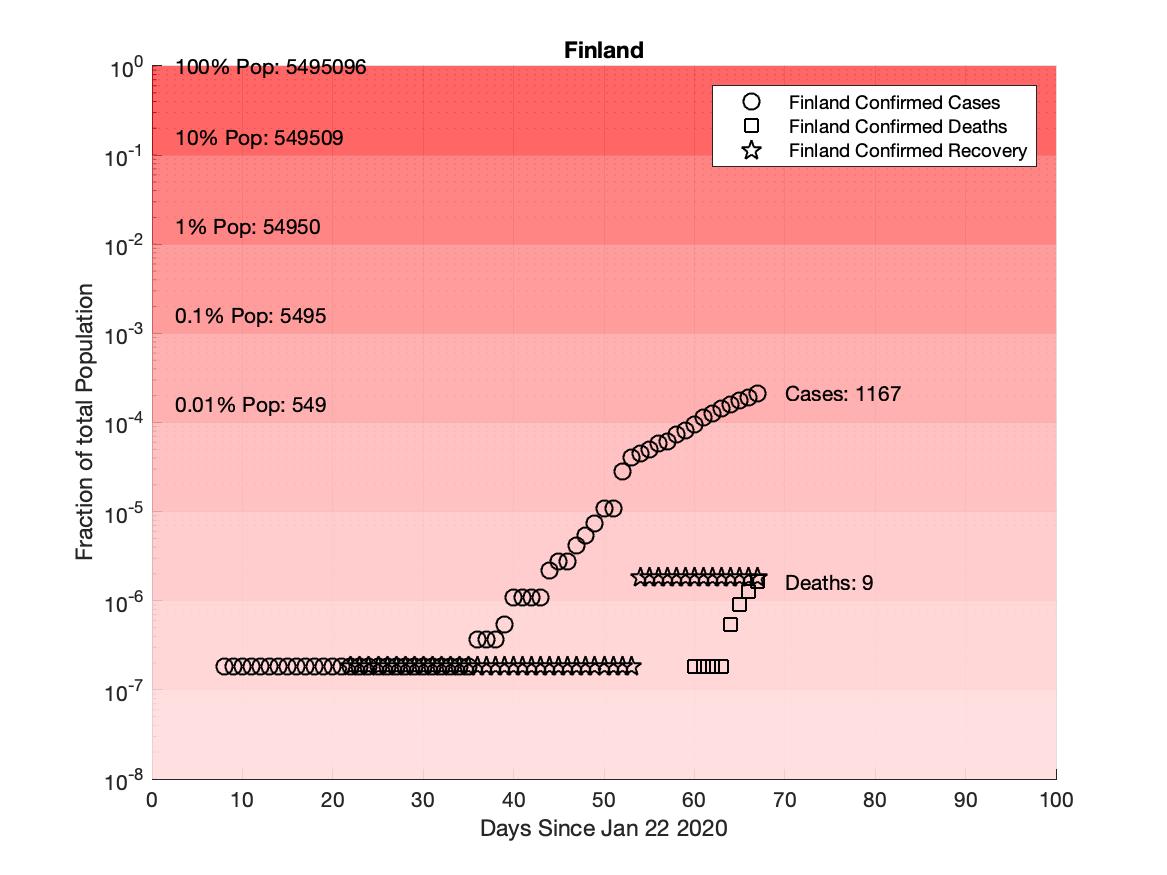 Finland
10^0
100% Pop: 5495096
Finland Confirmed Cases
Finland Confirmed Deaths
Finland Confirmed Recovery
10% Pop: 549509
10^-1
1% Pop: 54950
10^-2
0.1% Pop: 5495
10^-3
Cases: 1167
0.01% Pop: 549
10^-4
10^-5
Deaths: 9
10^-6
10^-7
10^-8
Fraction of total Population
0 10 20 30 40 50 60 70 80 90 100
Days Since Jan 22 2020